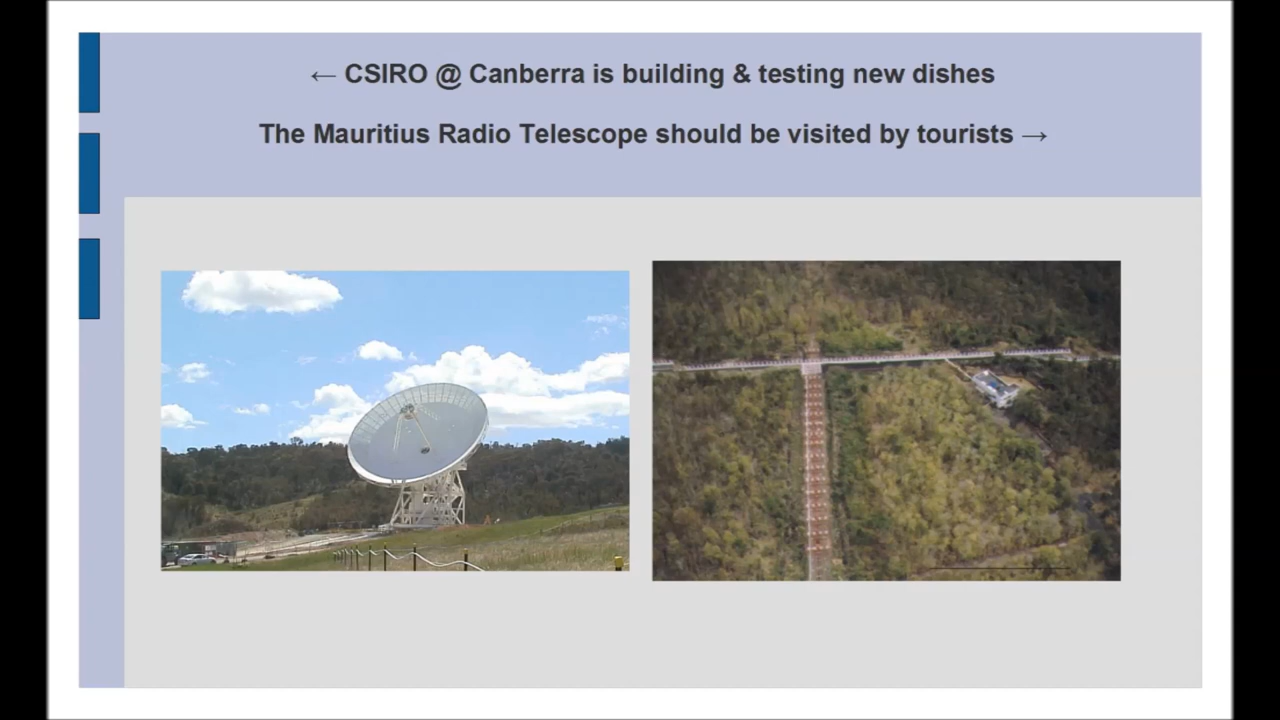 ← CSIRO @ Canberra is building & testing new dishes
The Mauritius Radio Telescope should be visited by tourists →